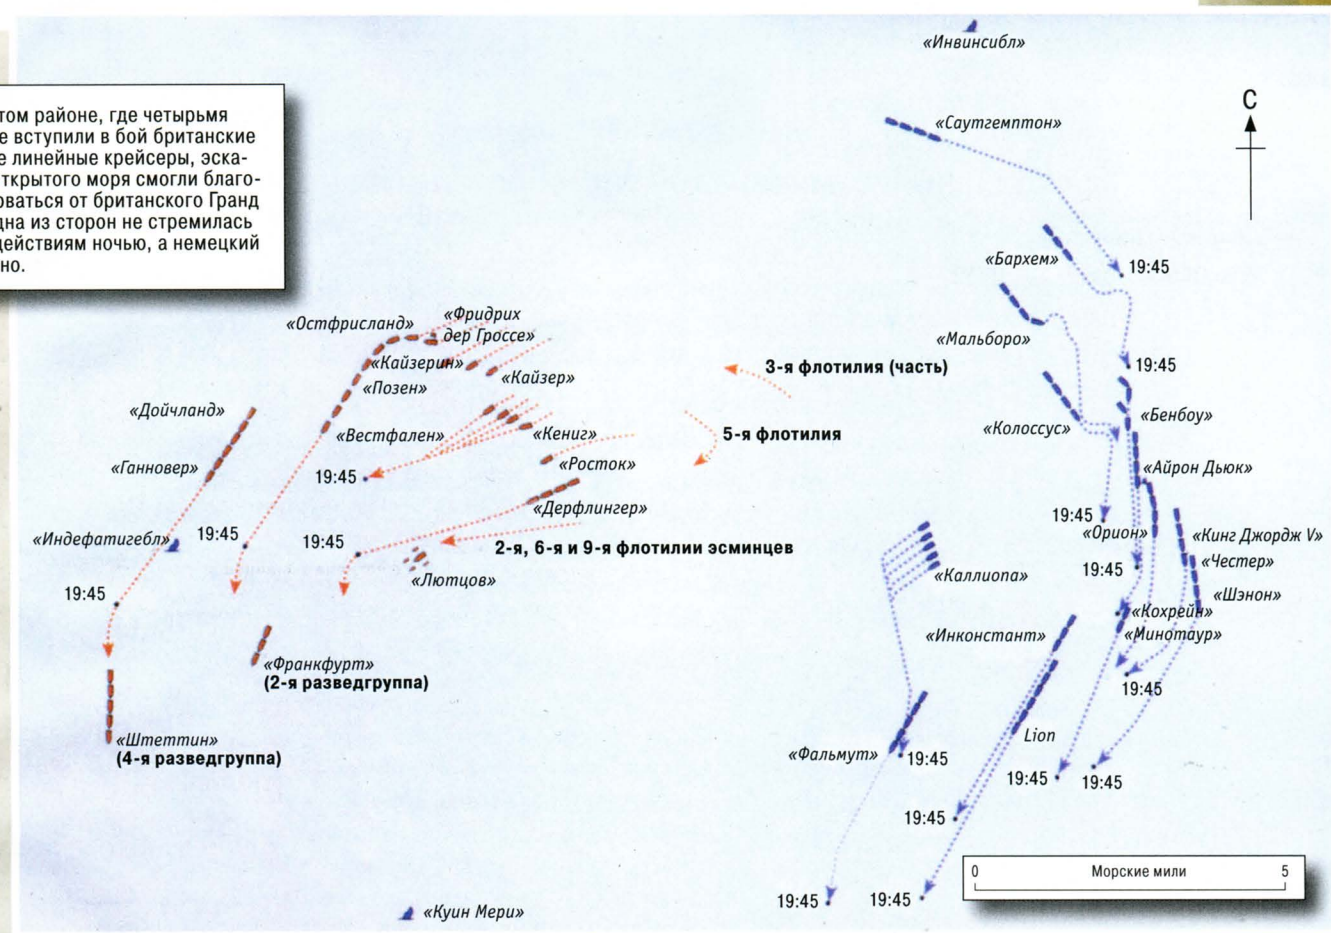 «Инвинсибл»
С
«Саутгемптон»
том районе, где четырьмя
е вступили в бой британские
е линейные крейсеры, эска-
ткрытого моря смогли благо-
рваться от британского Гранд
дна из сторон не стремилась
действиям ночью, а немецкий
но.
«Бархем»
19:45
«Фридрих
дер Гроссе»
«Остфрисланд»
«Мальборо»
«Кайзерин»
«Позен»
«Кайзер»
3-я флотилия (часть)
19:45
«Дойчланд»
«Вестфален»
«Кениг»
5-я флотилия
«Колоссус»
«Бенбоу»
«Ганновер»
19:45
«Росток»
«Айрон Дьюк»
«Дерфлингер»
19:45
«Орион»
«Кинг Джордж V»
«Индефатигебл»
19:45
19:45
2-я, 6-я и 9-я флотилии эсминцев
«Честер»
«Лютцов»
«Каллиопа»
19:45
«Шэнон»
19:45
«Кохрейн»
«Инконстант»
«Минотаур»
«Франкфурт»
(2-я разведгруппа)
19:45
«Штеттин»
(4-я разведгруппа)
Lion
«Фальмут»
19:45
19:45
19:45
19:45
Морские мили
0
5
19:45
19:45
«Куин Мери»